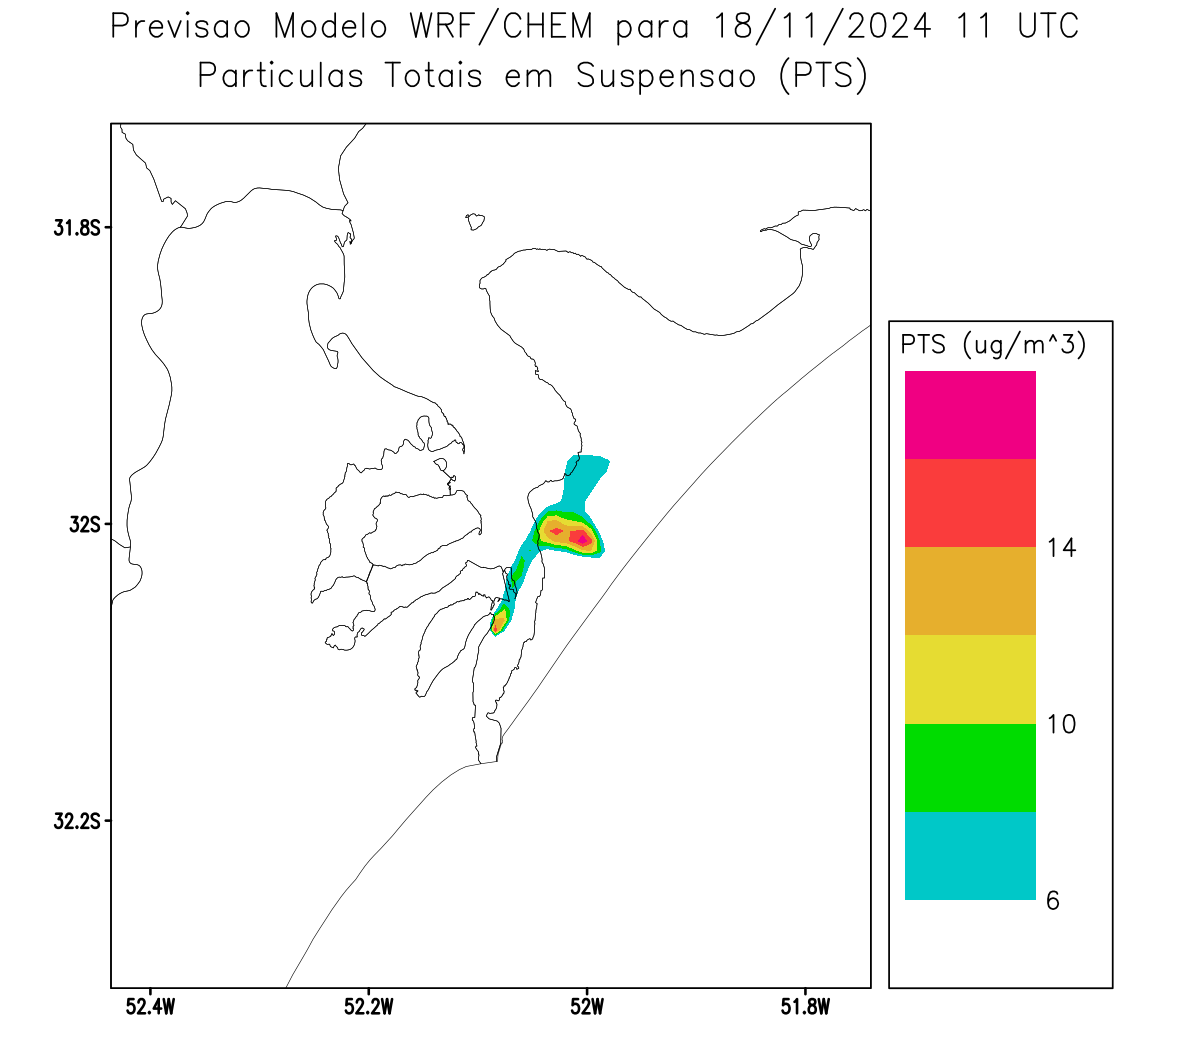 Previsao Modelo WRF/CHEM para 18/11/2024 11 UTC
Particulas Totais em Suspensao (PTS)
31.8S
32S
32.2S
52.4W
52.2W
52W
51.8W
PTS (ug/m^3)
14
10
6